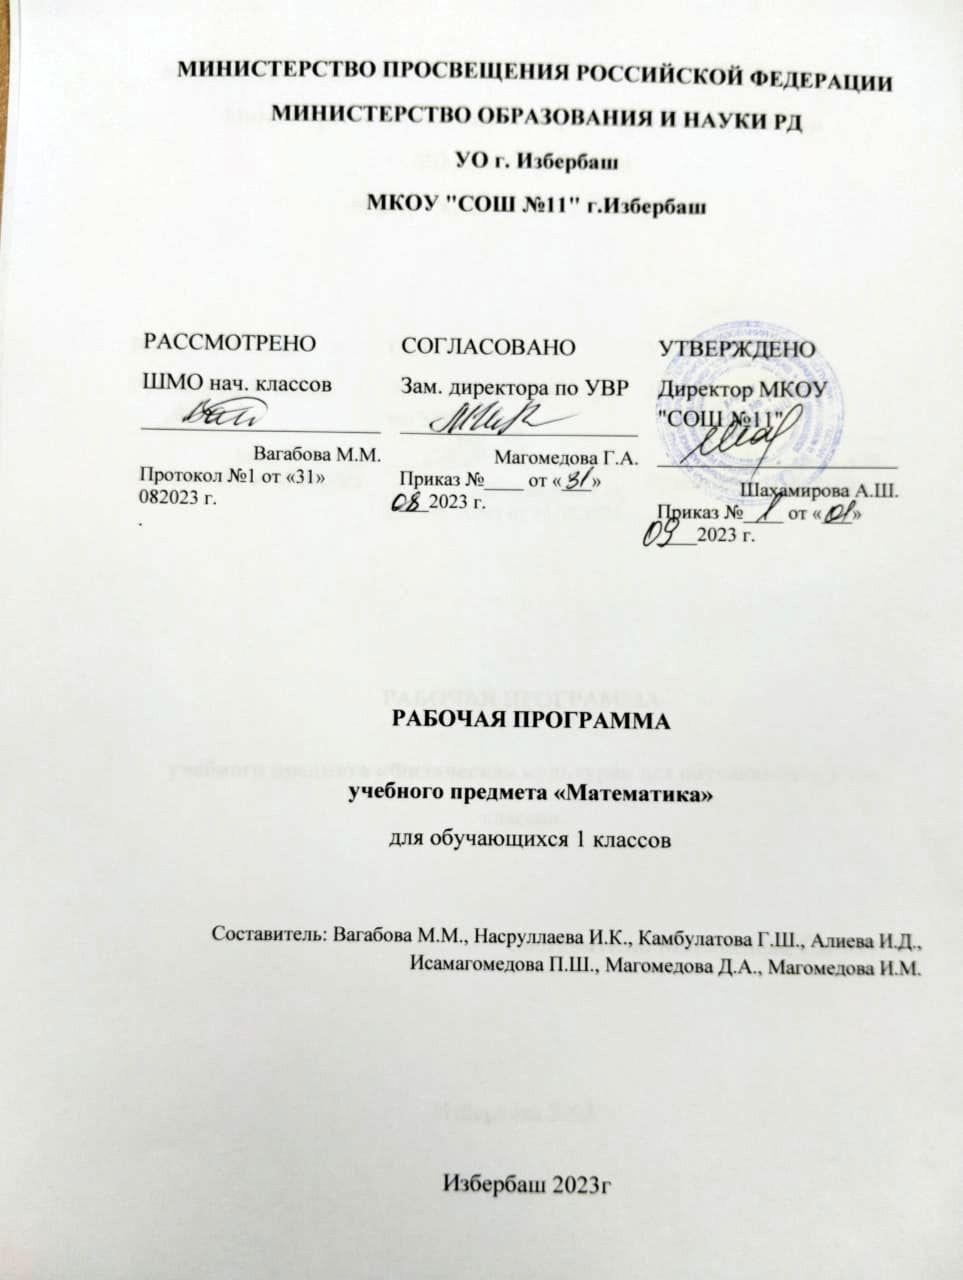 МИНИСТЕРСТВО ПРОСВЕЩЕНИЯ РОССИЙСКОЙ ФЕДЕРАЦИИ
МИНИСТЕРСТВО ОБРАЗОВАНИЯ И НАУКИ РД
УО г. Избербаш
МКОУ "СОШ №11" г.Избербаш
РАССМОТРЕНО
ШМО нач. классов
Вагабова М.М.
Протокол №1 от «31»
082023 г.
.
СОГЛАСОВАНО
Зам. директора по УВР
Магомедова Г.А.
Приказ №____ от «31»
08 2023 г.
УТВЕРЖДЕНО
Директор МКОУ
"СОШ №11"
Шахамирова А.Ш.
Приказ № 1 от «01»
09 2023 г.
РАБОЧАЯ ПРОГРАММА
учебного предмета «Математика»
для обучающихся 1 классов
Составитель: Вагабова М.М., Насруллаева И.К., Камбулатова Г.Ш., Алиева И.Д.,
Исамагомедова П.Ш., Магомедова Д.А., Магомедова И.М.
Избербаш 2023г